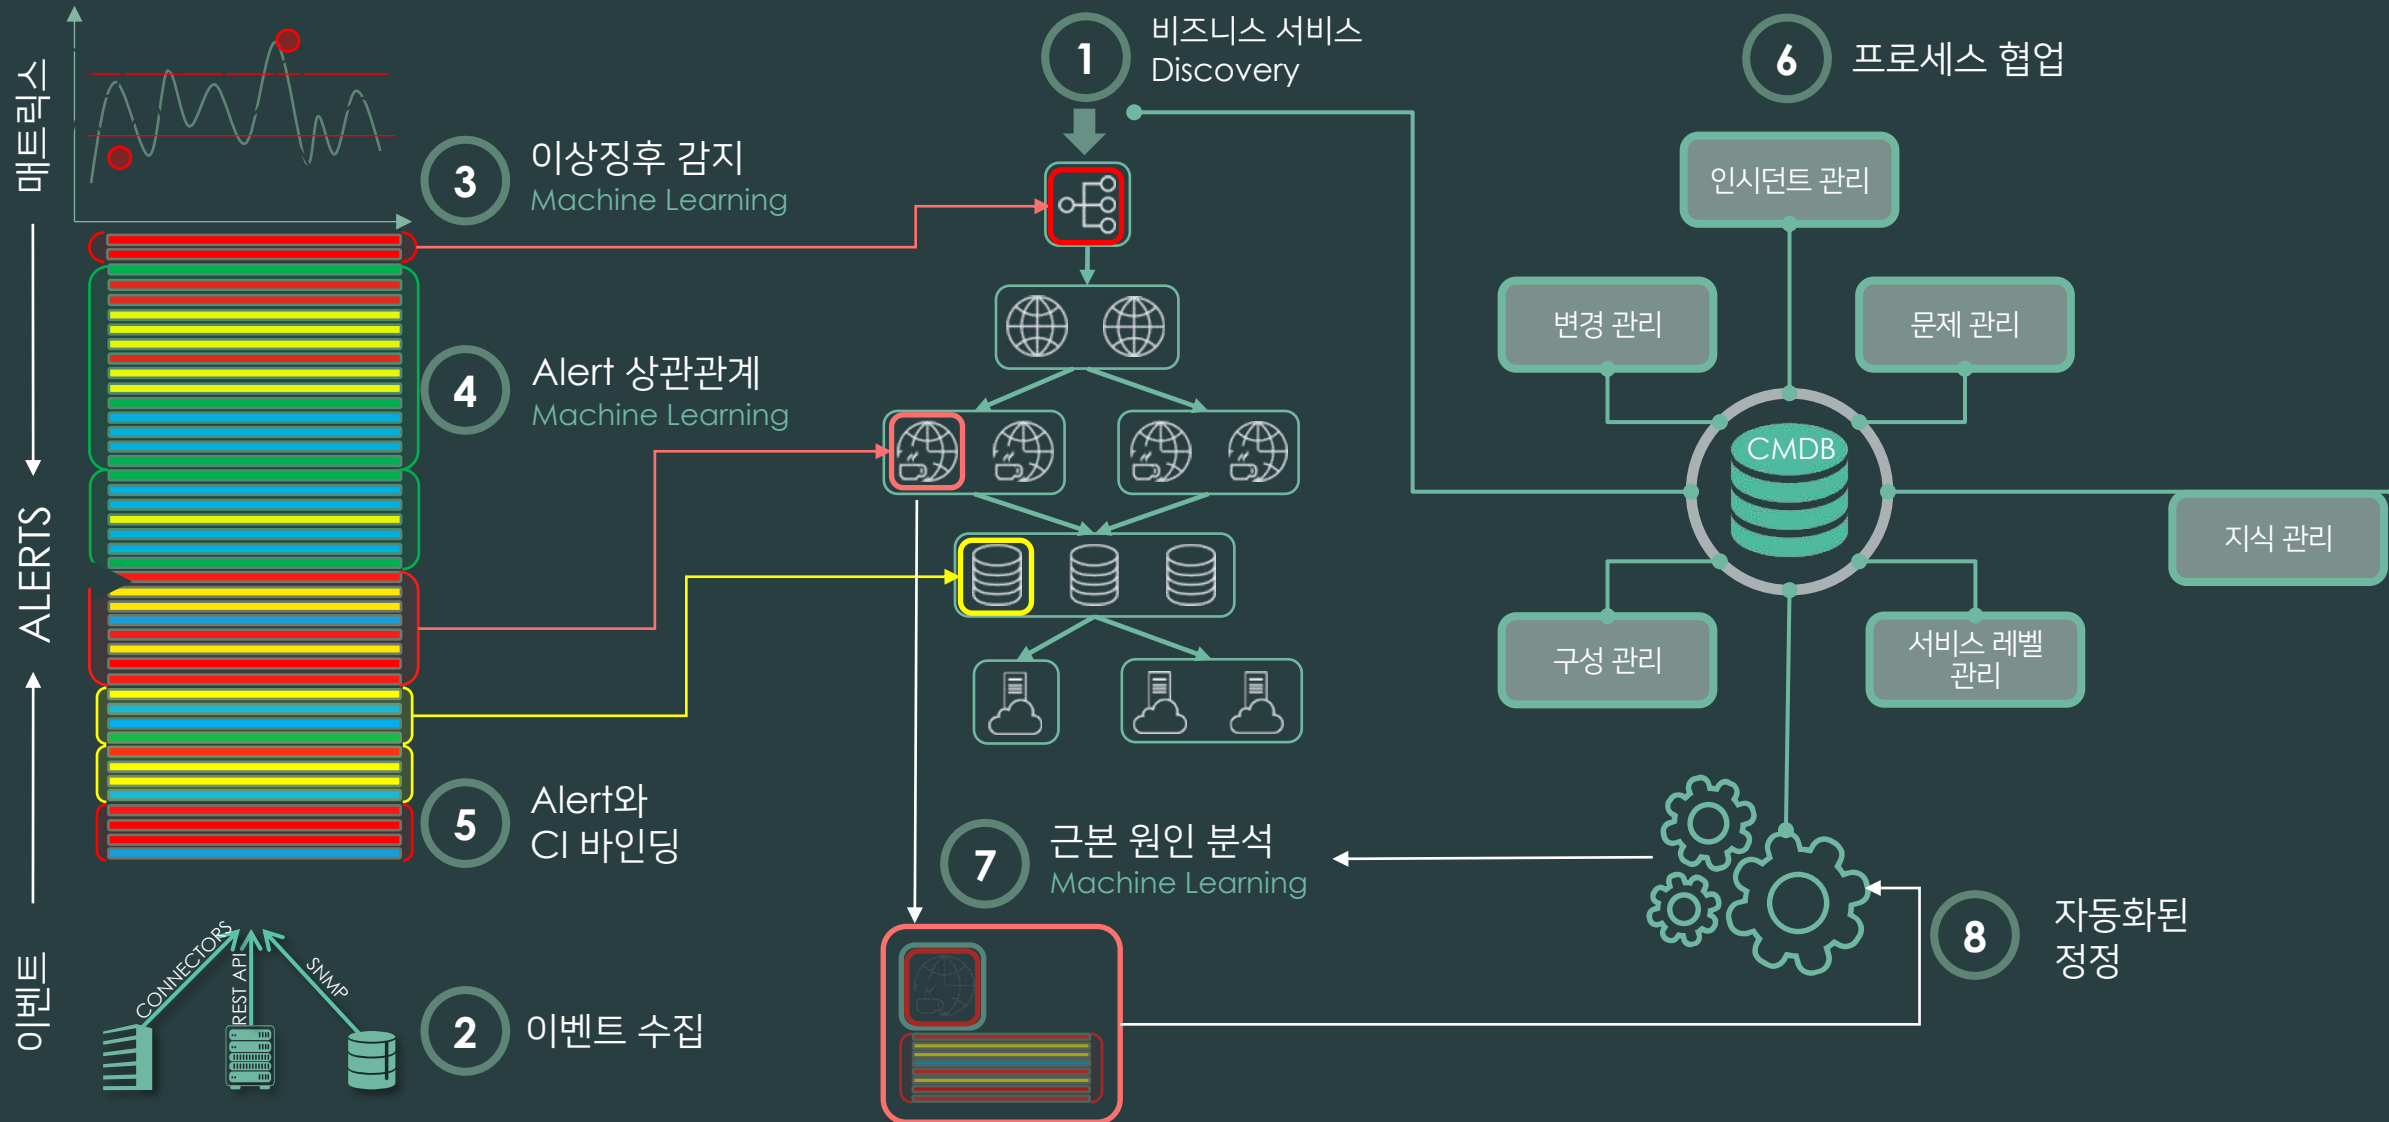 매트릭스
ALERTS
이벤트
CONNECTORS
REST API
SNMP
1
비즈니스 서비스
Discovery
2
이벤트 수집
3
이상징후 감지
Machine Learning
4
Alert 상관관계
Machine Learning
5
Alert와
CI 바인딩
6
프로세스 협업
인시던트 관리
변경 관리
문제 관리
CMDB
지식 관리
구성 관리
서비스 레벨
관리
7
근본 원인 분석
Machine Learning
8
자동화된
정정